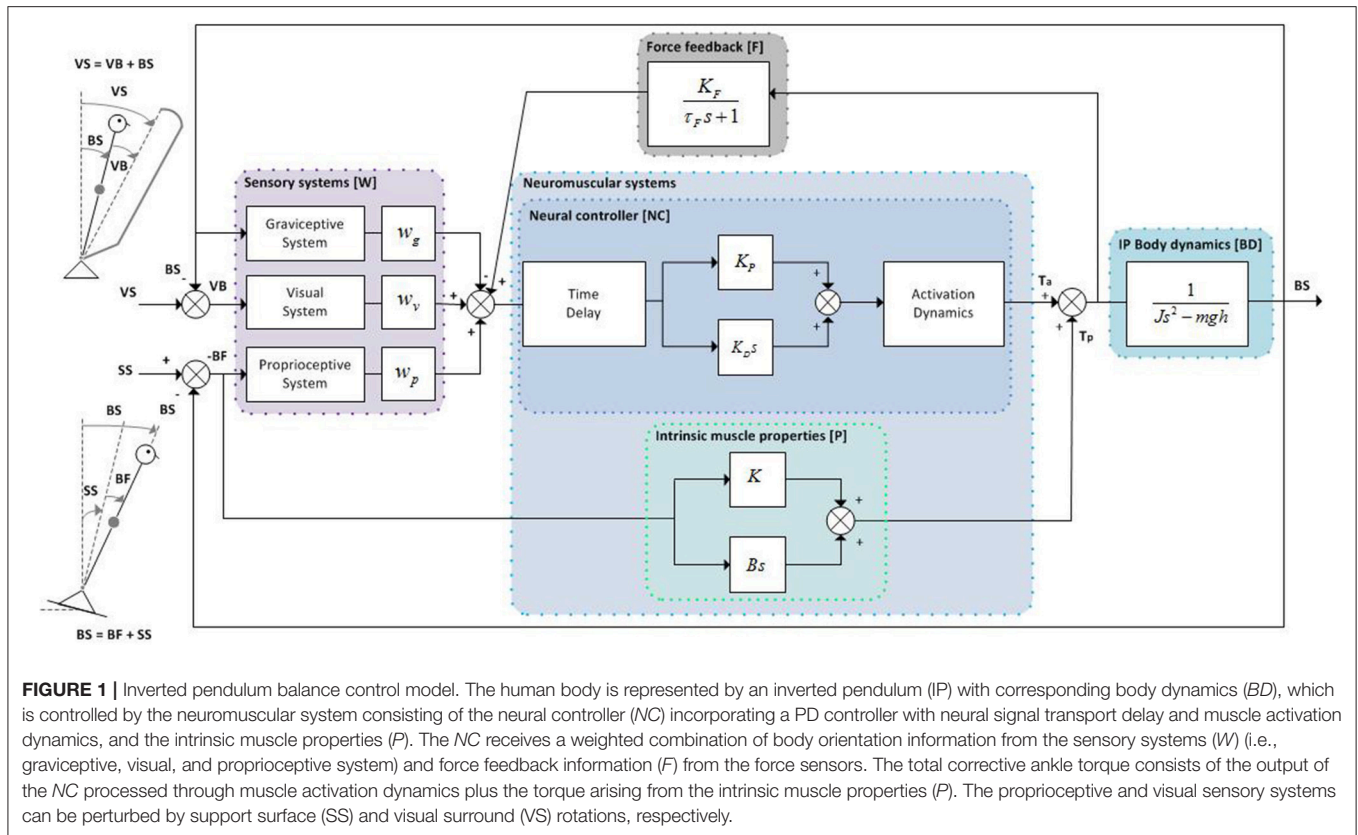 VS = VB + BS
VS
BS
VB
Force feedback [F]
K_F
τ_F s + 1
Sensory systems [W]
Graviceptive
System
w_g
Visual
System
w_v
Proprioceptive
System
w_p
BS
-
VS
VB
SS
+
-BF
BS
-
-
+
+
+
Neuromuscular systems
Neural controller [NC]
Time
Delay
K_P
K_D s
+
+
Activation
Dynamics
Ta
+
+
Tp
IP Body dynamics [BD]
1
Js² – mgh
BS
Intrinsic muscle properties [P]
K
Bs
+
+
BS
SS
BF
BS = BF + SS
FIGURE 1 | Inverted pendulum balance control model. The human body is represented by an inverted pendulum (IP) with corresponding body dynamics (BD), which
is controlled by the neuromuscular system consisting of the neural controller (NC) incorporating a PD controller with neural signal transport delay and muscle activation
dynamics, and the intrinsic muscle properties (P). The NC receives a weighted combination of body orientation information from the sensory systems (W) (i.e.,
graviceptive, visual, and proprioceptive system) and force feedback information (F) from the force sensors. The total corrective ankle torque consists of the output of
the NC processed through muscle activation dynamics plus the torque arising from the intrinsic muscle properties (P). The proprioceptive and visual sensory systems
can be perturbed by support surface (SS) and visual surround (VS) rotations, respectively.